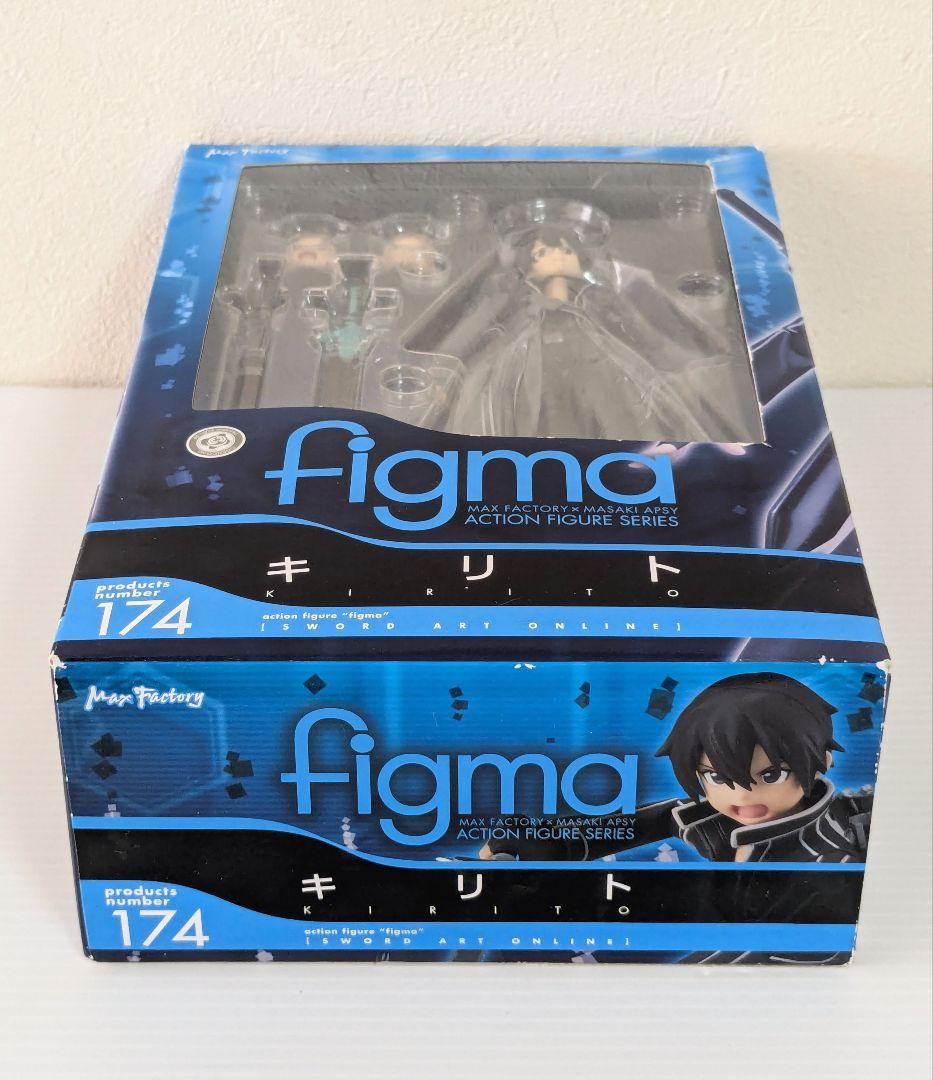 Max Factory
figma
MAX FACTORY × MASAKI APSY
ACTION FIGURE SERIES
キリト
KIRITO
products
number
174
action figure "figma"
[SWORD ART ONLINE]
Max Factory
figma
MAX FACTORY × MASAKI APSY
ACTION FIGURE SERIES
キリト
KIRITO
products
number
174
action figure "figma"
[SWORD ART ONLINE]